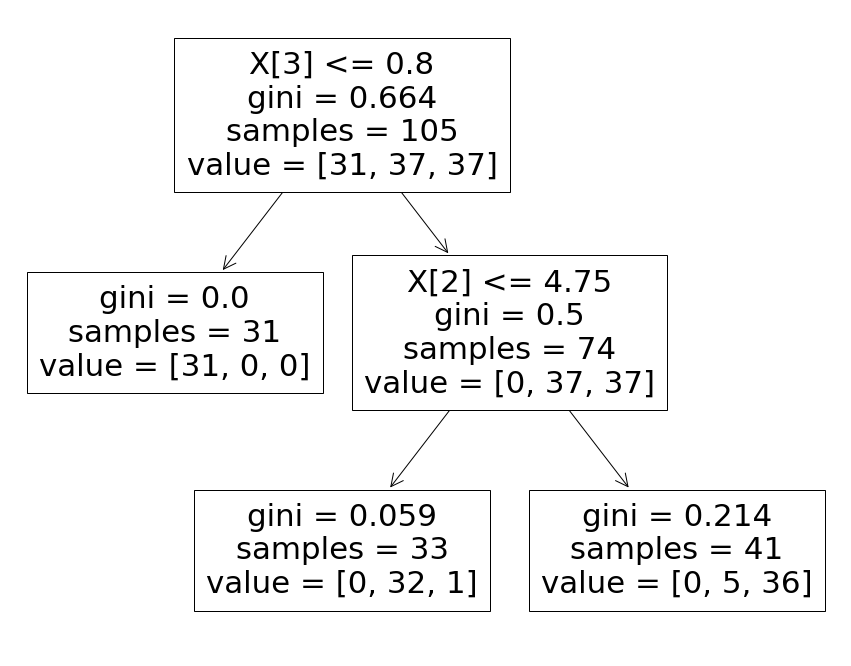 X[3] <= 0.8
gini = 0.664
samples = 105
value = [31, 37, 37]
gini = 0.0
samples = 31
value = [31, 0, 0]
X[2] <= 4.75
gini = 0.5
samples = 74
value = [0, 37, 37]
gini = 0.059
samples = 33
value = [0, 32, 1]
gini = 0.214
samples = 41
value = [0, 5, 36]